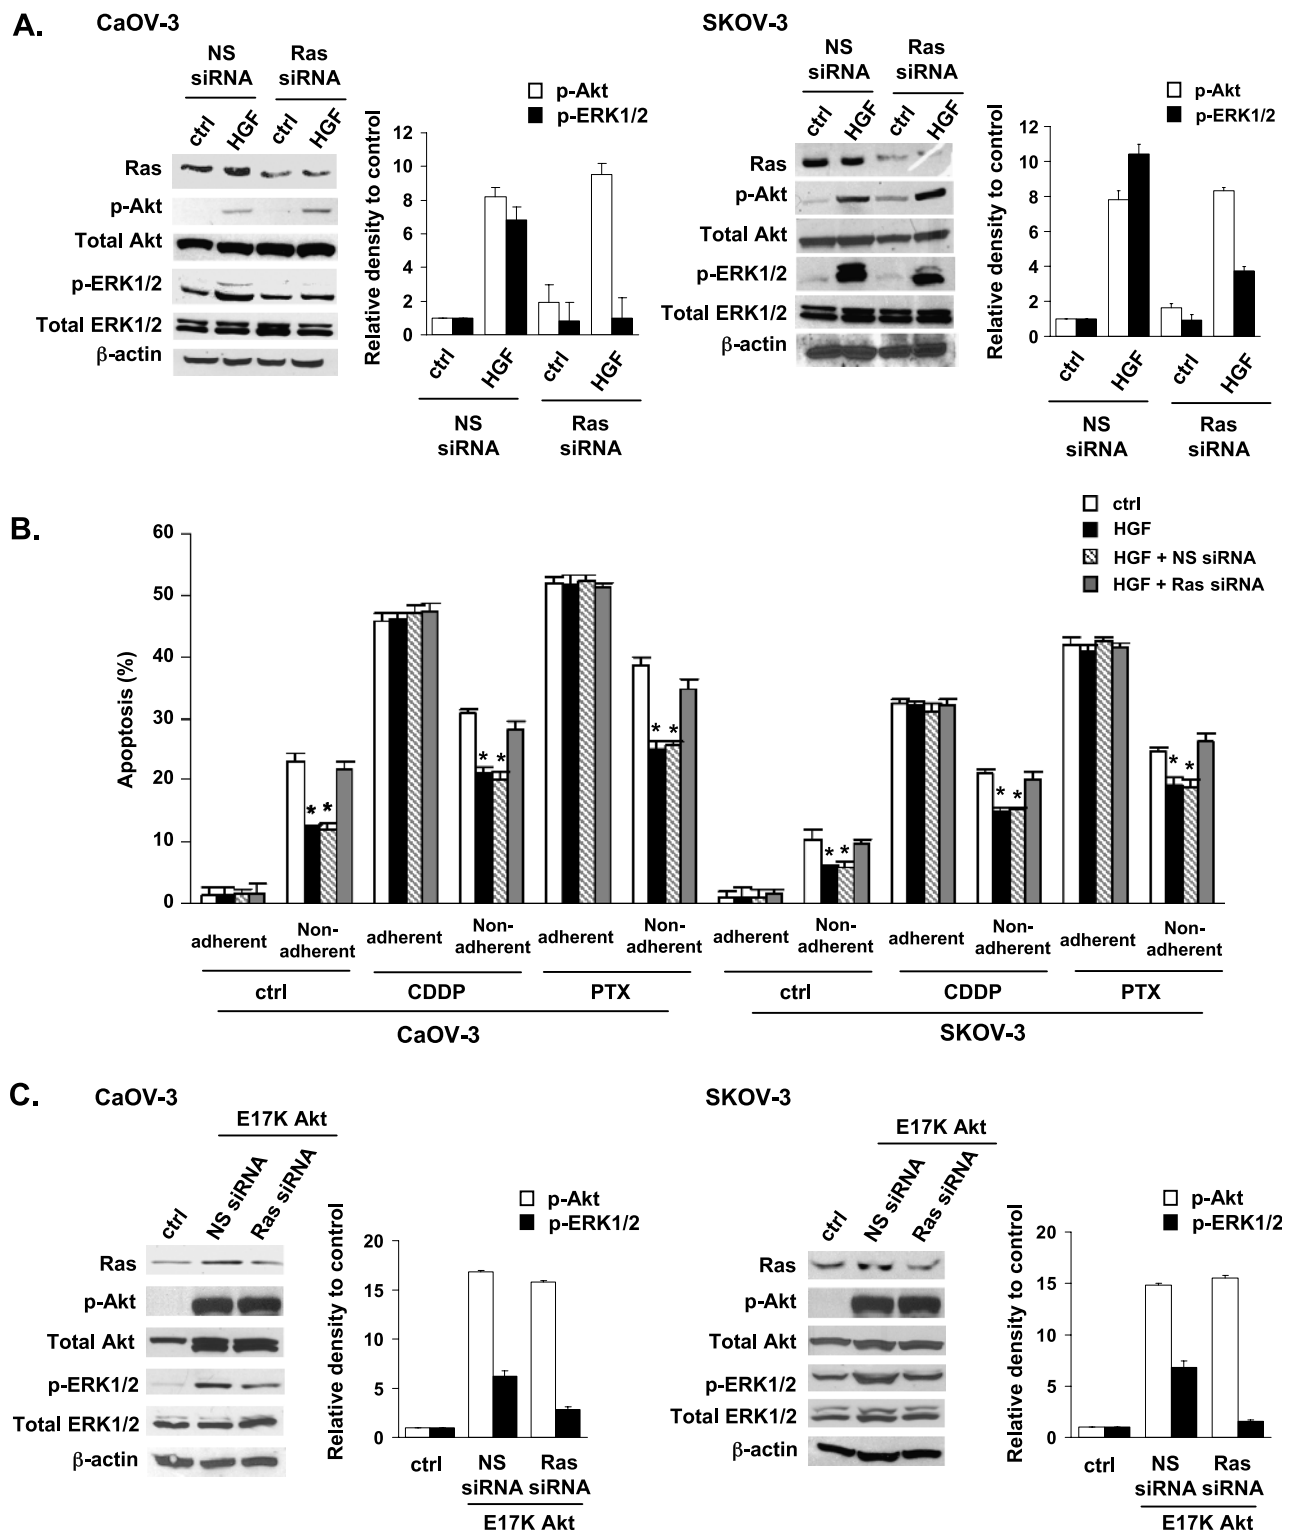 A.
CaOV-3
NS
siRNA
Ras
siRNA
ctrl
HGF
ctrl
HGF
Ras
p-Akt
Total Akt
p-ERK1/2
Total ERK1/2
β-actin
p-Akt
p-ERK1/2
Relative density to control
12
10
8
6
4
2
0
ctrl
HGF
ctrl
HGF
NS
siRNA
Ras
siRNA
SKOV-3
NS
siRNA
Ras
siRNA
ctrl
HGF
ctrl
HGF
Ras
p-Akt
Total Akt
p-ERK1/2
Total ERK1/2
β-actin
p-Akt
p-ERK1/2
Relative density to control
12
10
8
6
4
2
0
ctrl
HGF
ctrl
HGF
NS
siRNA
Ras
siRNA
B.
ctrl
HGF
HGF + NS siRNA
HGF + Ras siRNA
Apoptosis (%)
60
50
40
30
20
10
0
* *
* *
* *
* *
* *
* *
adherent
Non-
adherent
adherent
Non-
adherent
adherent
Non-
adherent
adherent
Non-
adherent
adherent
Non-
adherent
adherent
Non-
adherent
ctrl
CDDP
PTX
ctrl
CDDP
PTX
CaOV-3
SKOV-3
C.
CaOV-3
E17K Akt
ctrl
NS siRNA
Ras siRNA
Ras
p-Akt
Total Akt
p-ERK1/2
Total ERK1/2
β-actin
p-Akt
p-ERK1/2
Relative density to control
20
15
10
5
0
ctrl
NS
siRNA
Ras
siRNA
E17K Akt
SKOV-3
E17K Akt
ctrl
NS siRNA
Ras siRNA
Ras
p-Akt
Total Akt
p-ERK1/2
Total ERK1/2
β-actin
p-Akt
p-ERK1/2
Relative density to control
20
15
10
5
0
ctrl
NS
siRNA
Ras
siRNA
E17K Akt